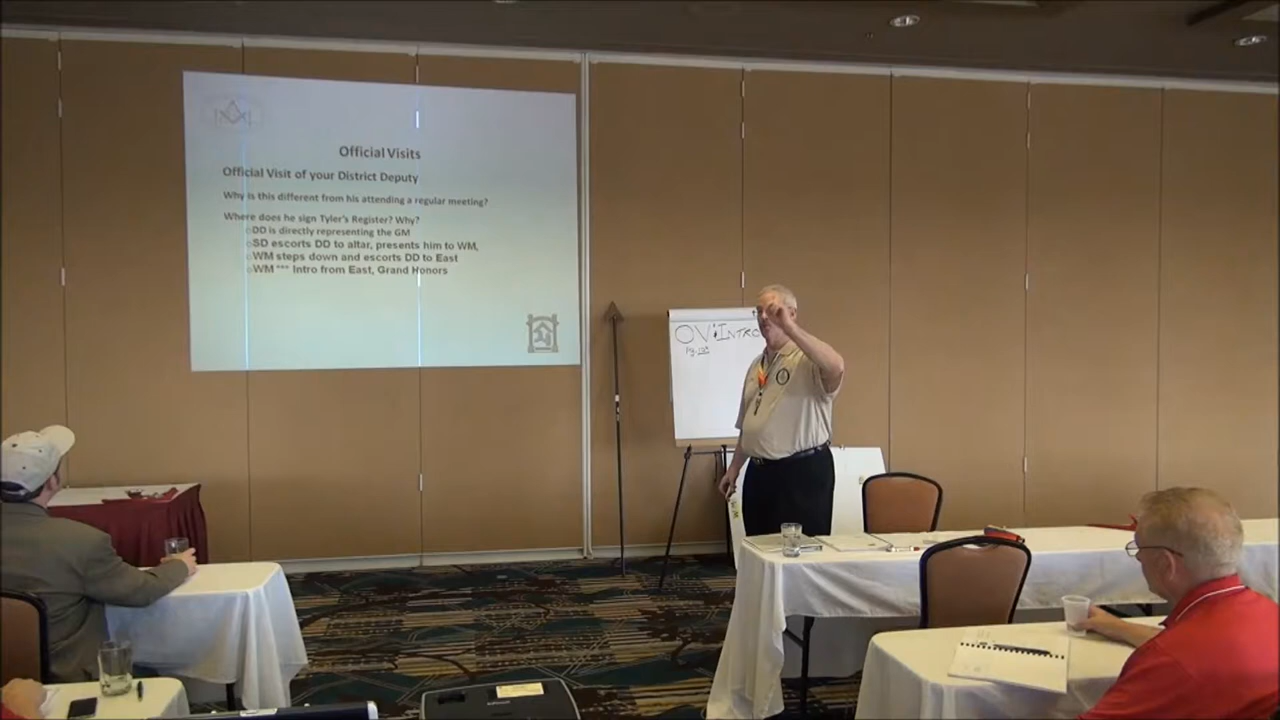 Official Visits
Official Visit of your District Deputy
Why is this different from his attending a regular meeting?
Where does he sign Tyler's Register? Why?
DD is directly representing the GM
SD escorts DD to altar, presents him to WM,
WM steps down and escorts DD to East
WM *** Intro from East, Grand Honors
OV: INTRO